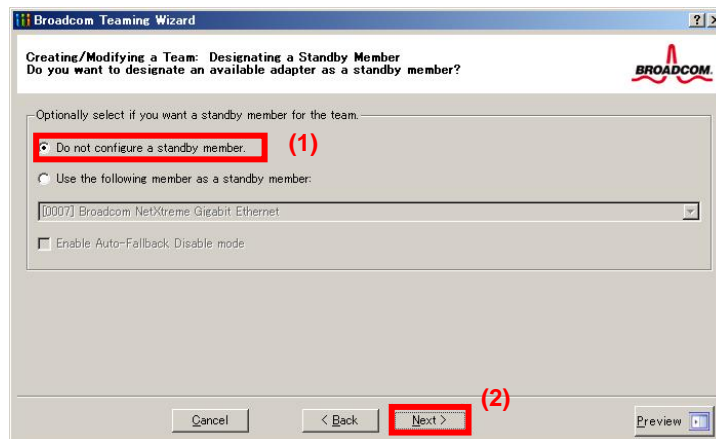 Broadcom Teaming Wizard
Creating/Modifying a Team: Designating a Standby Member
Do you want to designate an available adapter as a standby member?
BROADCOM.
Optionally select if you want a standby member for the team.
Do not configure a standby member.
(1)
Use the following member as a standby member:
[0007] Broadcom NetXtreme Gigabit Ethernet
Enable Auto-Fallback Disable mode
(2)
Cancel
< Back
Next >
Preview